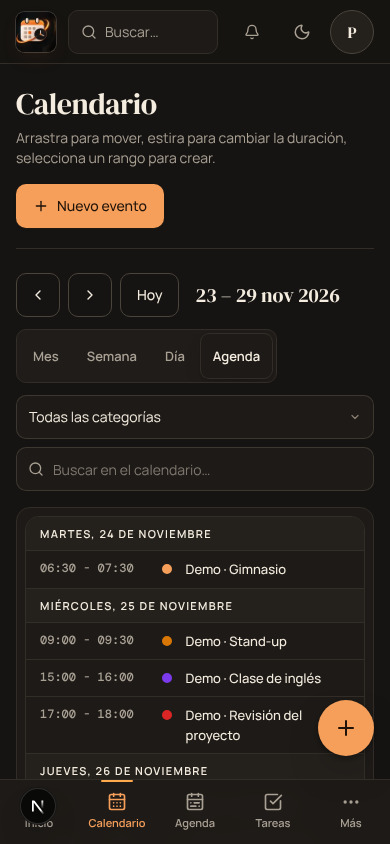 Buscar...
P
Calendario
Arrastra para mover, estira para cambiar la duración,
selecciona un rango para crear.
+ Nuevo evento
Hoy
23 – 29 nov 2026
Mes
Semana
Día
Agenda
Todas las categorías
Buscar en el calendario...
MARTES, 24 DE NOVIEMBRE
06:30 - 07:30 Demo · Gimnasio
MIÉRCOLES, 25 DE NOVIEMBRE
09:00 - 09:30 Demo · Stand-up
15:00 - 16:00 Demo · Clase de inglés
17:00 - 18:00 Demo · Revisión del
proyecto
JUEVES, 26 DE NOVIEMBRE
N
Inicio
Calendario
Agenda
Tareas
Más